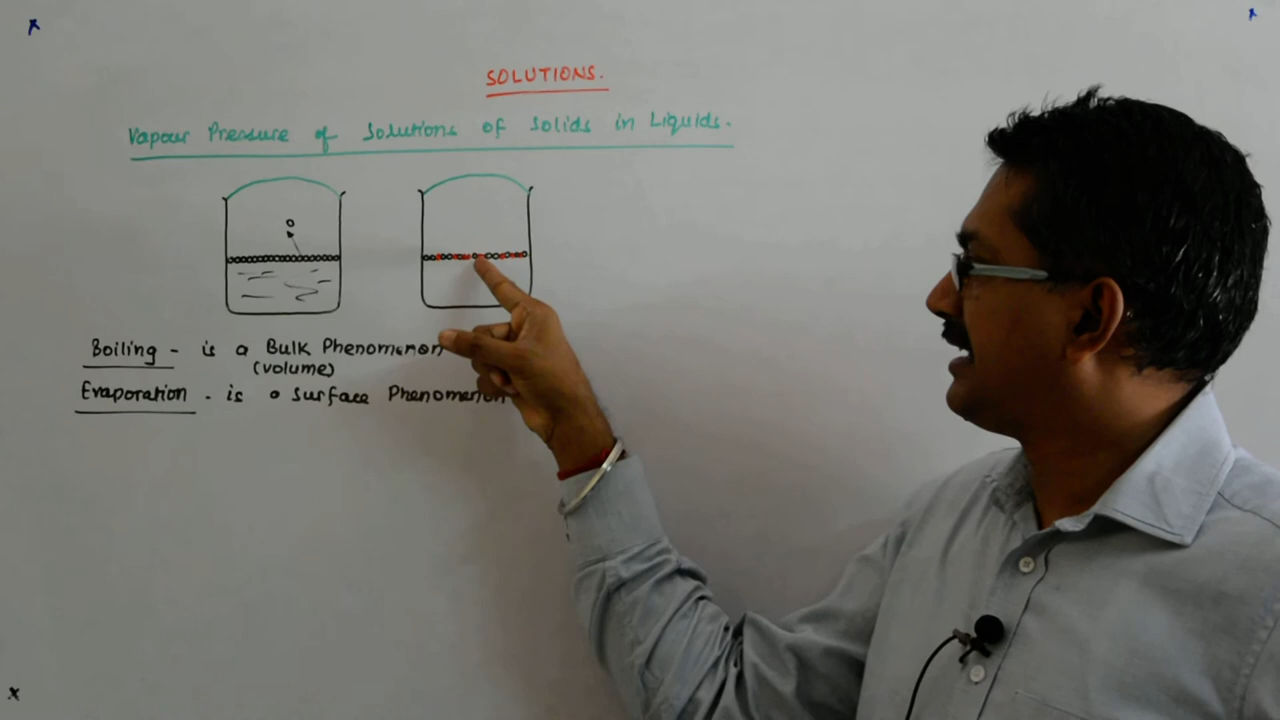 SOLUTIONS.
Vapour Pressure of Solutions of Solids in Liquids.
Boiling - is a Bulk Phenomenon
(volume)
Evaporation - is a surface Phenomenon